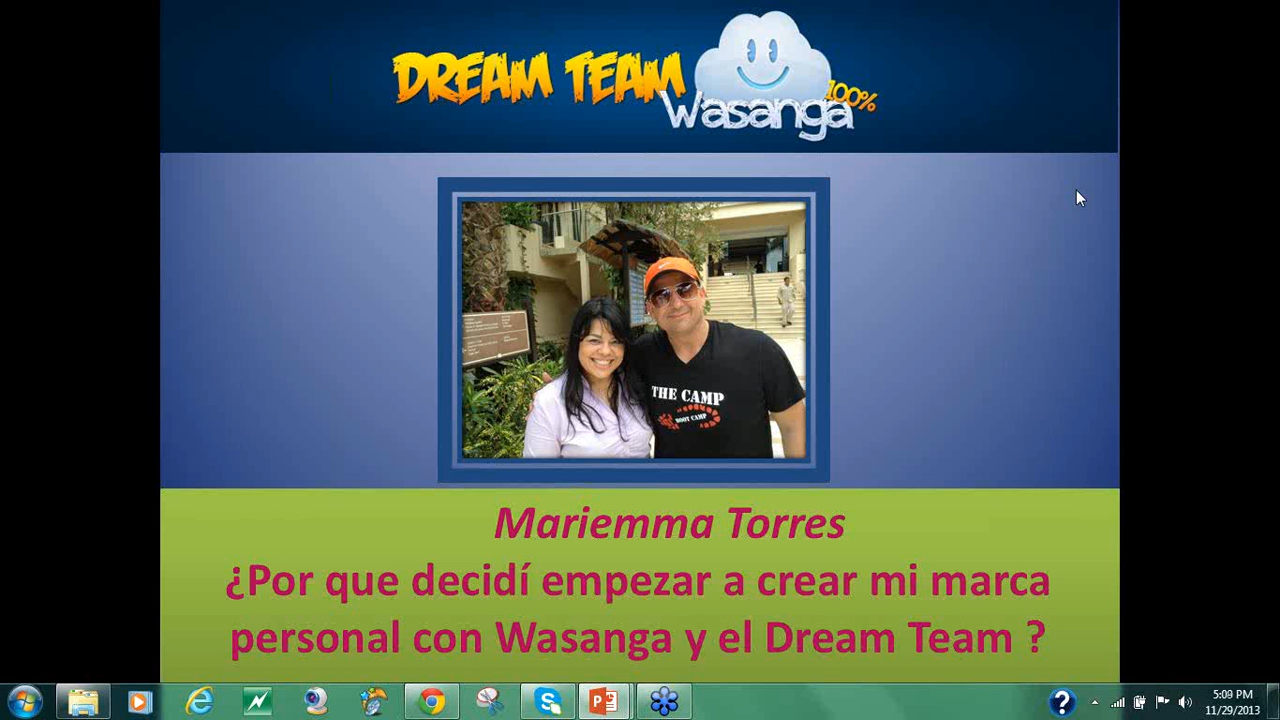 DREAM TEAM
Wasanga
100%
THE CAMP
BOOT CAMP
Mariemma Torres
¿Por que decidí empezar a crear mi marca
personal con Wasanga y el Dream Team ?
5:09 PM
11/29/2013